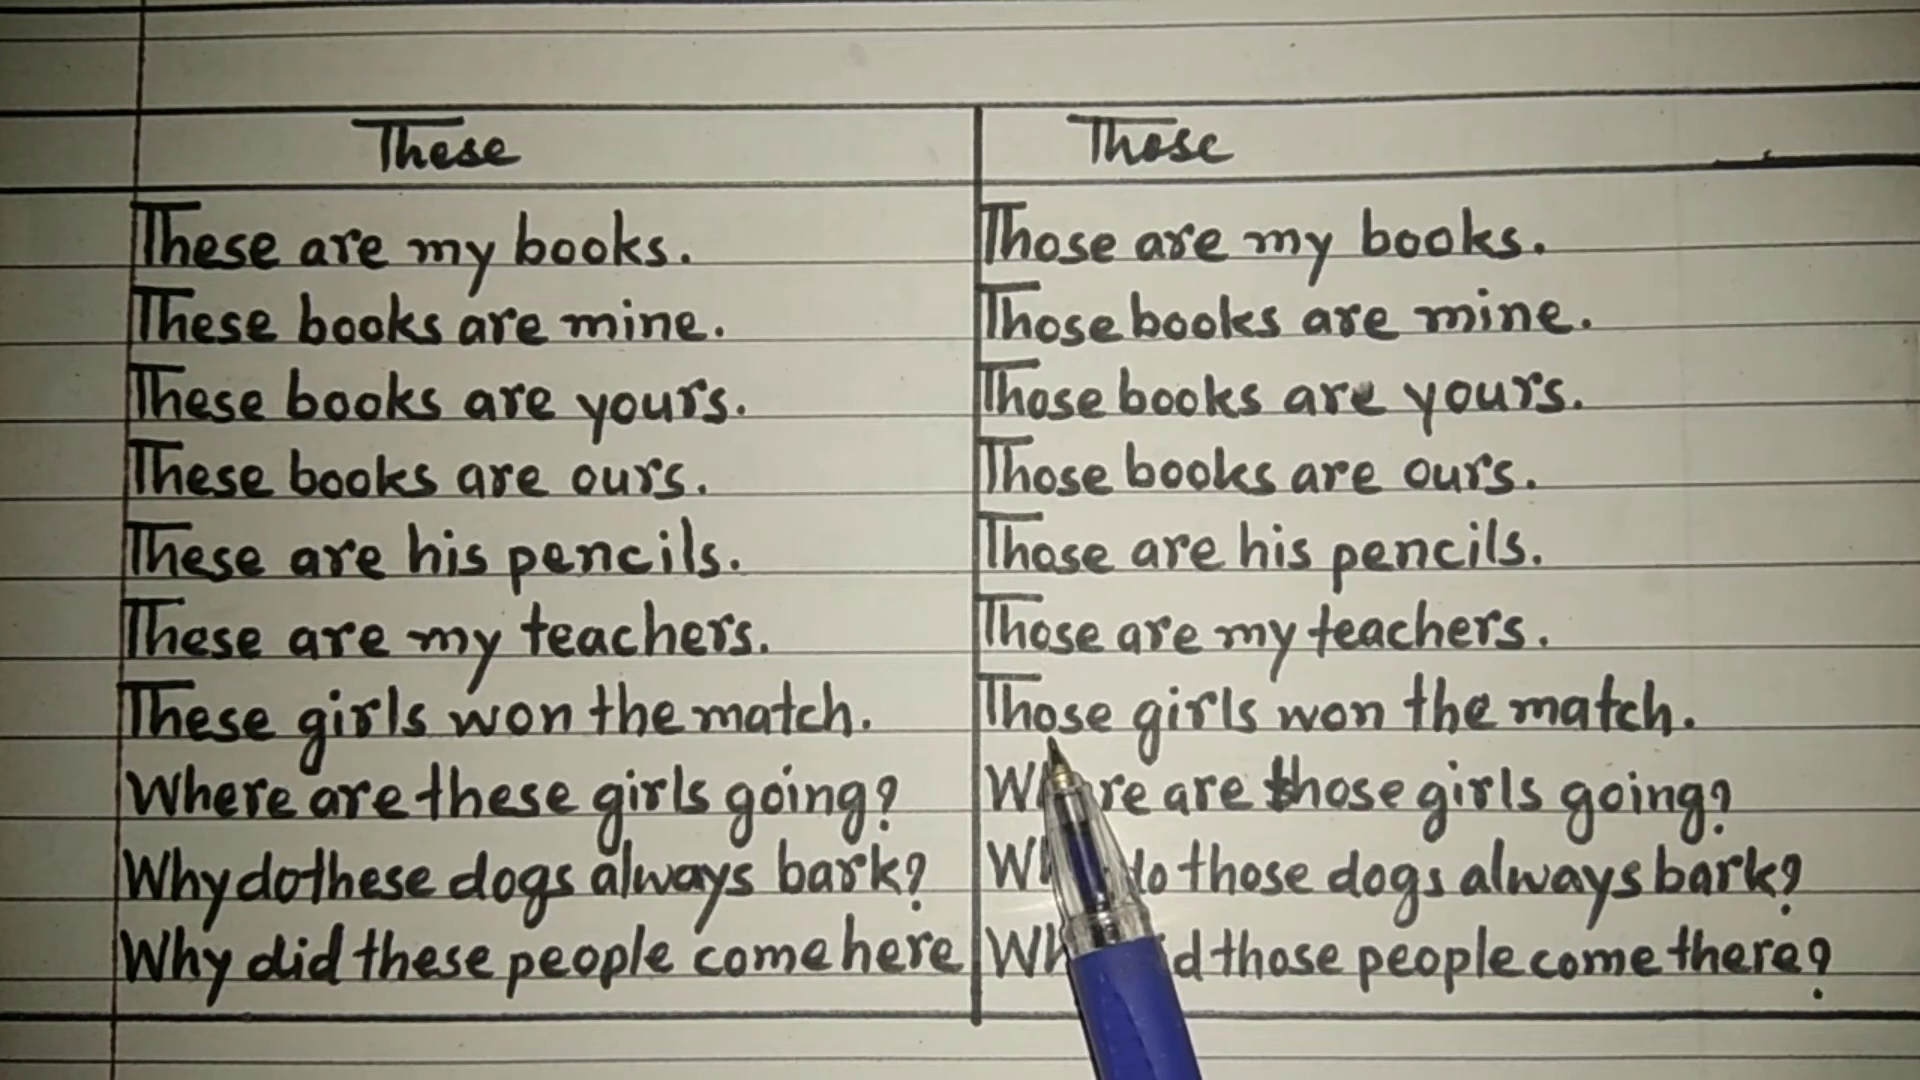 These Those
These are my books. Those are my books.
These books are mine. Those books are mine.
These books are yours. Those books are yours.
These books are ours. Those books are ours.
These are his pencils. Those are his pencils.
These are my teachers. Those are my teachers.
These girls won the match. Those girls won the match.
Where are these girls going? Where are those girls going?
Why do these dogs always bark? do those dogs always bark?
Why did these people come here those people come there?